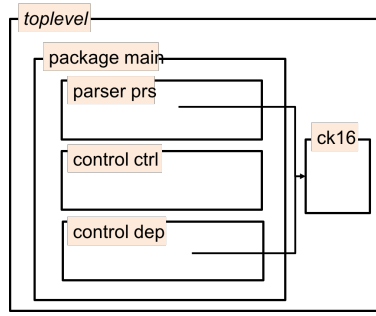 toplevel
package main
parser prs
ck16
control ctrl
control dep